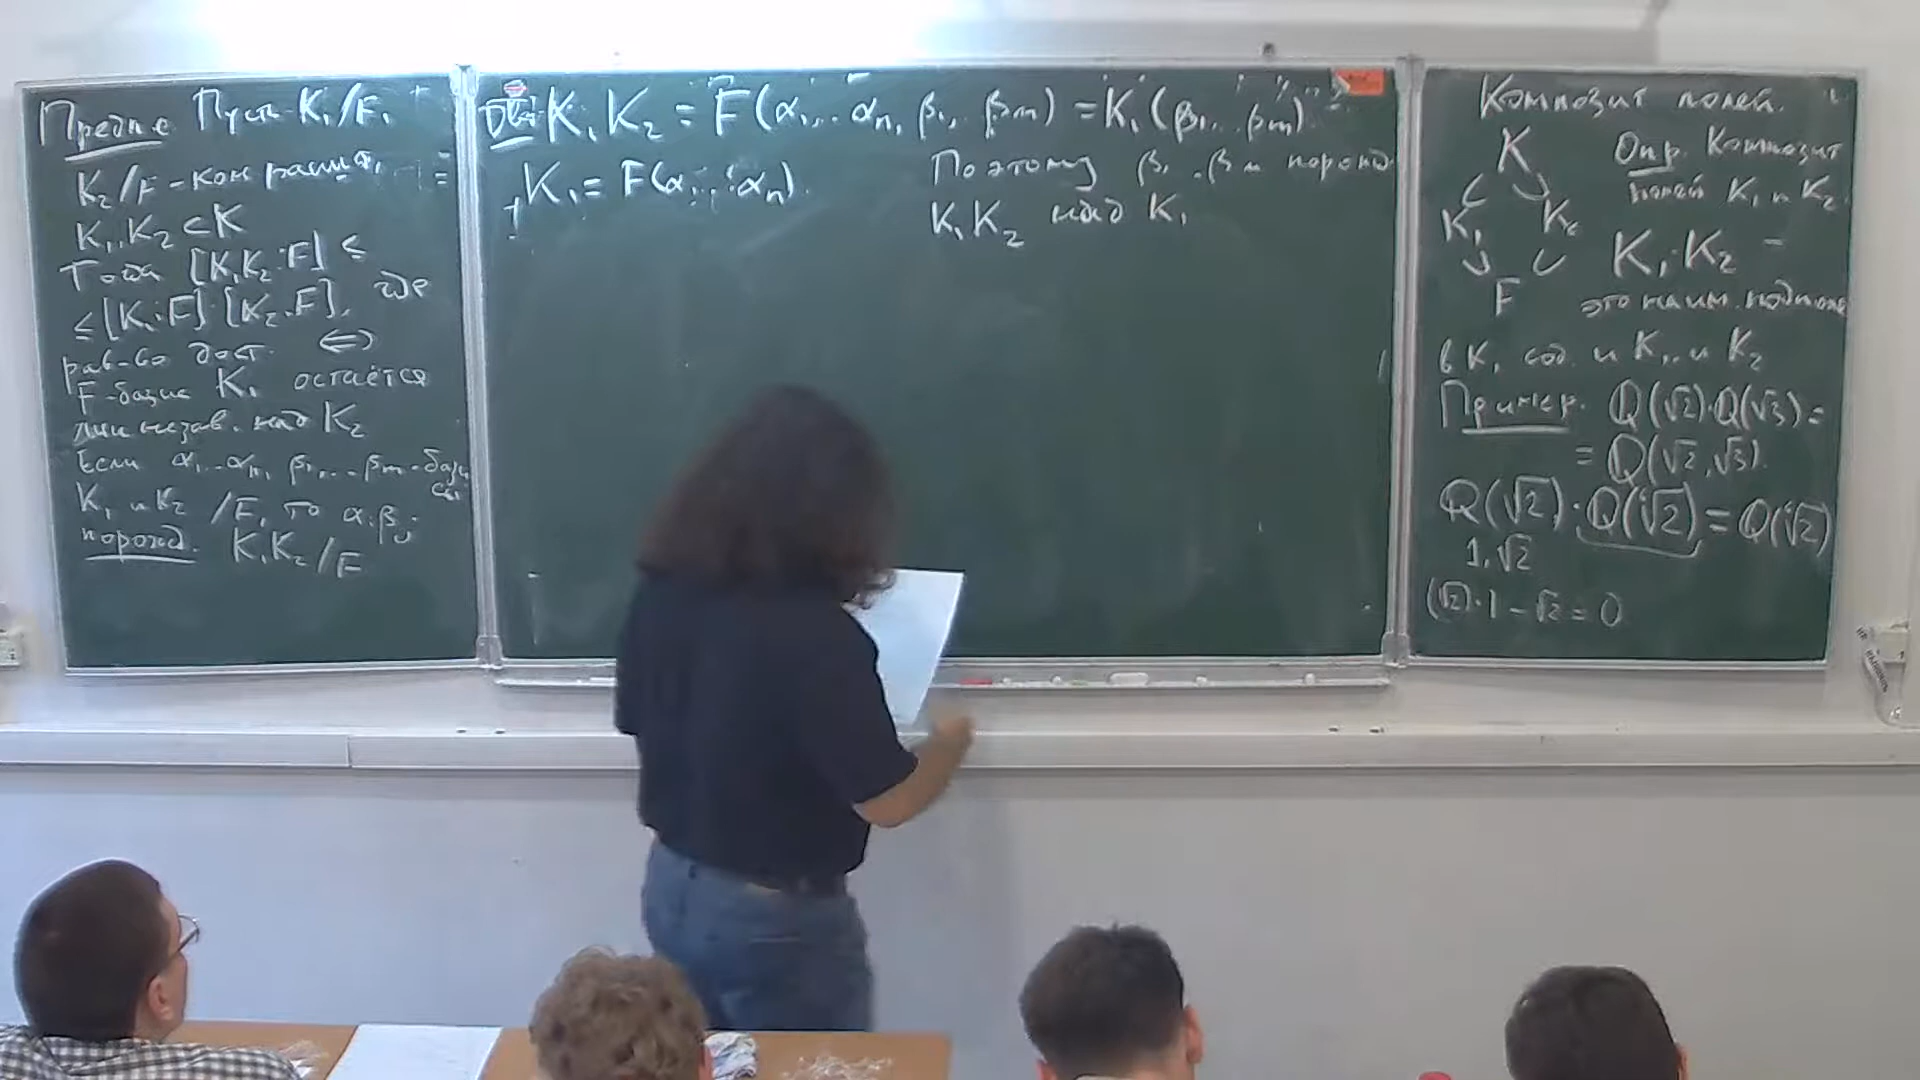 Предл-е Пусть K₁/F,
K₂/F - кон. расш.,
K₁, K₂ ⊂ K
Тогда [K₁K₂:F] ≤
≤ [K₁:F]·[K₂:F], где
рав-во дост. ⟺
F-базис K₁ остаётся
лин. незав. над K₂
Если α₁...αₙ, β₁,...βₘ - бази
сы
K₁ и K₂ /F, то αᵢβⱼ
порожд. K₁K₂/F
Док-во K₁K₂ = F(α₁...αₙ, β₁,..βₘ) = K₁(β₁...βₘ)
K₁ = F(α₁...αₙ).
Поэтому β₁..βₘ порожд.
K₁K₂ над K₁
Композит полей.
K
K₁ K₂
F
Опр. Композит
полей K₁ и K₂
K₁·K₂ -
это наим. подполе
в K, сод. и K₁, и K₂
Пример. Q(√2)·Q(√3) =
= Q(√2,√3).
Q(√2)·Q(ⁱ√2) = Q(ⁱ√2)
1, √2
(√2)·1 - √2 = 0